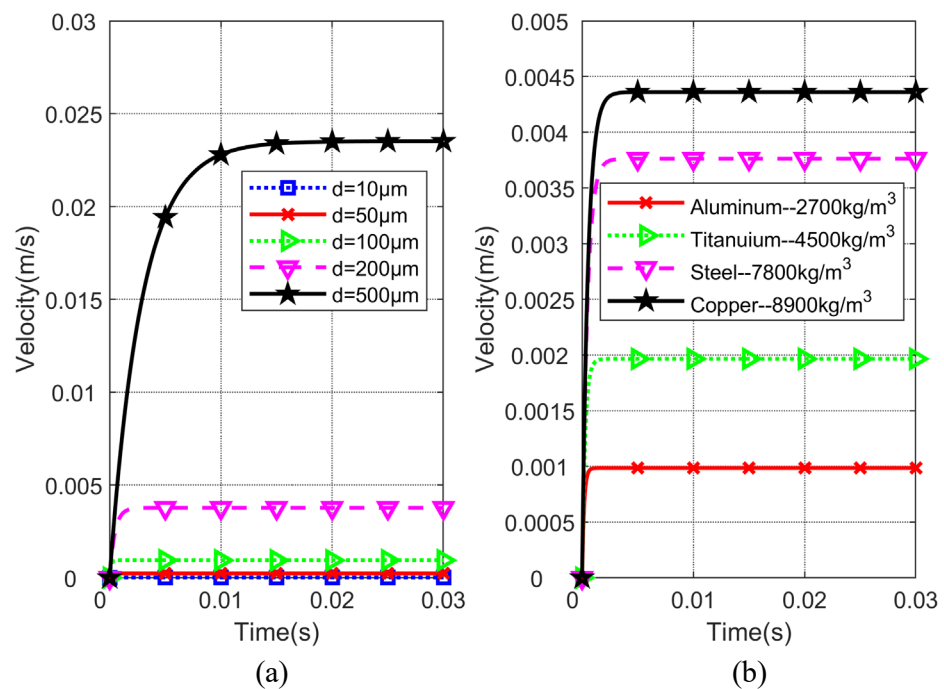 0.03
0.025
0.02
0.015
0.01
0.005
0
Velocity(m/s)
0
0.01
0.02
0.03
Time(s)
d=10μm
d=50μm
d=100μm
d=200μm
d=500μm
(a)
0.005
0.0045
0.004
0.0035
0.003
0.0025
0.002
0.0015
0.001
0.0005
0
Velocity(m/s)
0
0.01
0.02
0.03
Time(s)
Aluminum--2700kg/m³
Titanuium--4500kg/m³
Steel--7800kg/m³
Copper--8900kg/m³
(b)